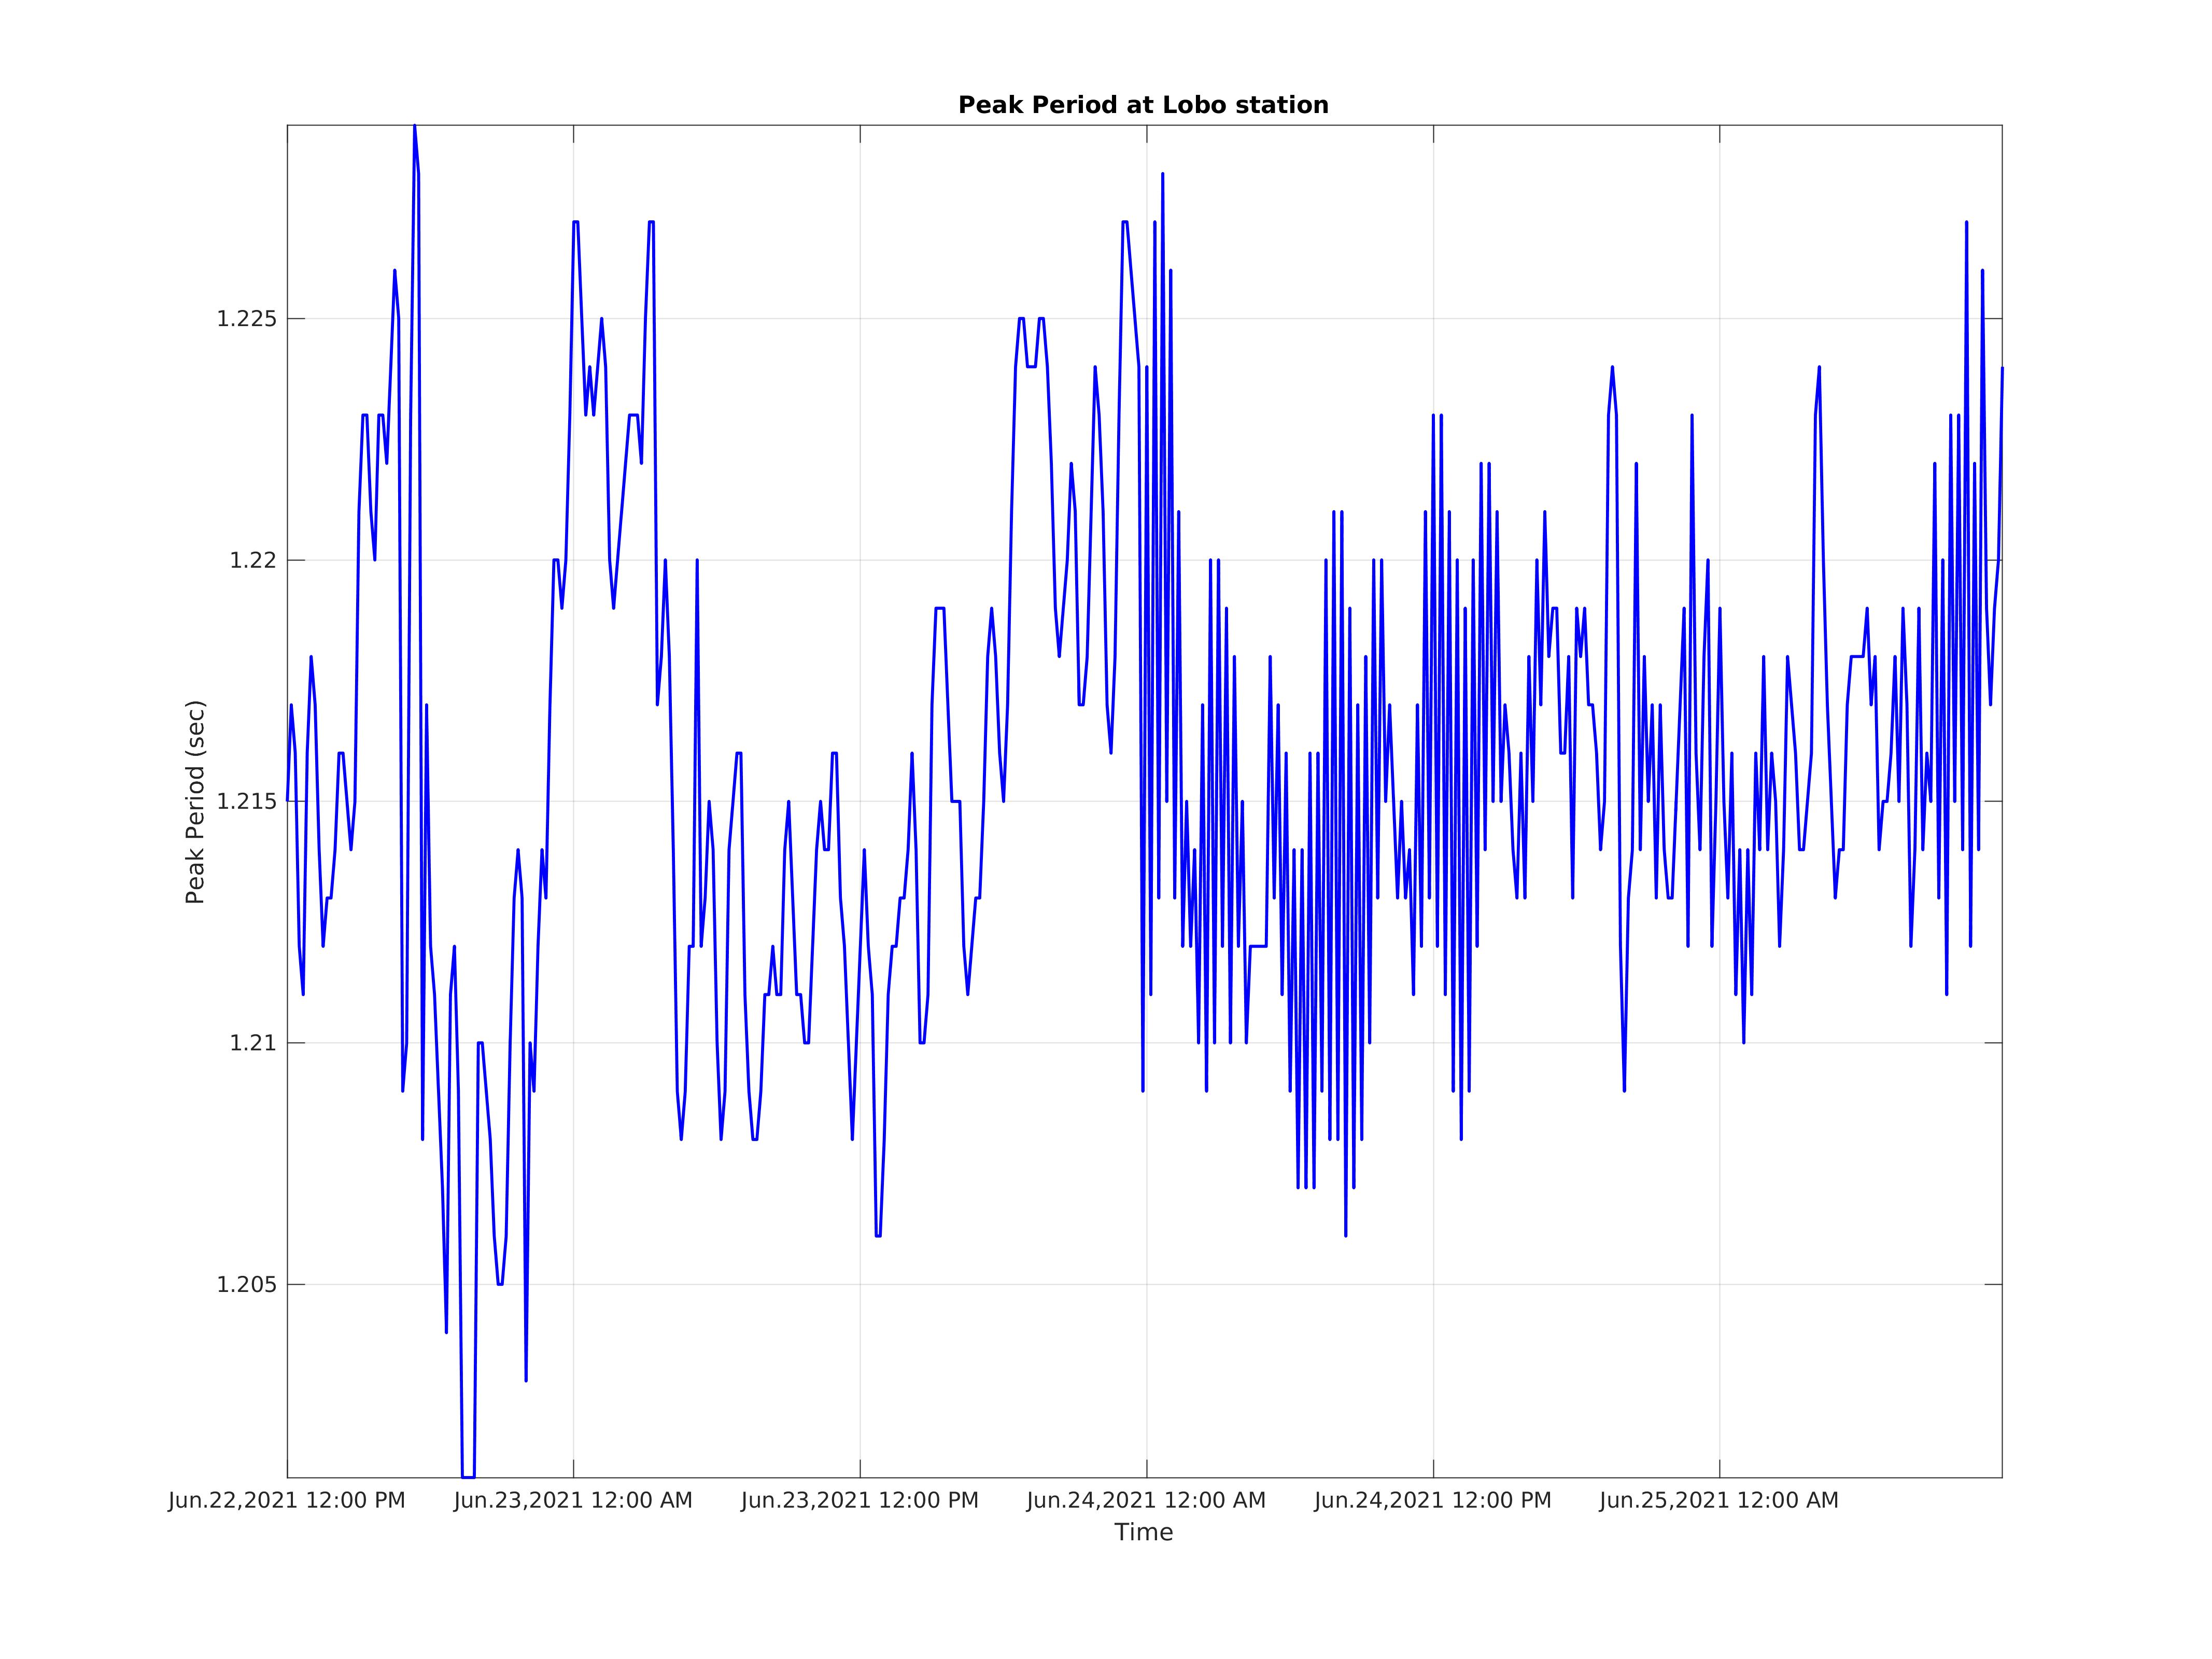 Peak Period at Lobo station
Peak Period (sec)
1.225
1.22
1.215
1.21
1.205
Jun.22,2021 12:00 PM Jun.23,2021 12:00 AM Jun.23,2021 12:00 PM Jun.24,2021 12:00 AM Jun.24,2021 12:00 PM Jun.25,2021 12:00 AM
Time